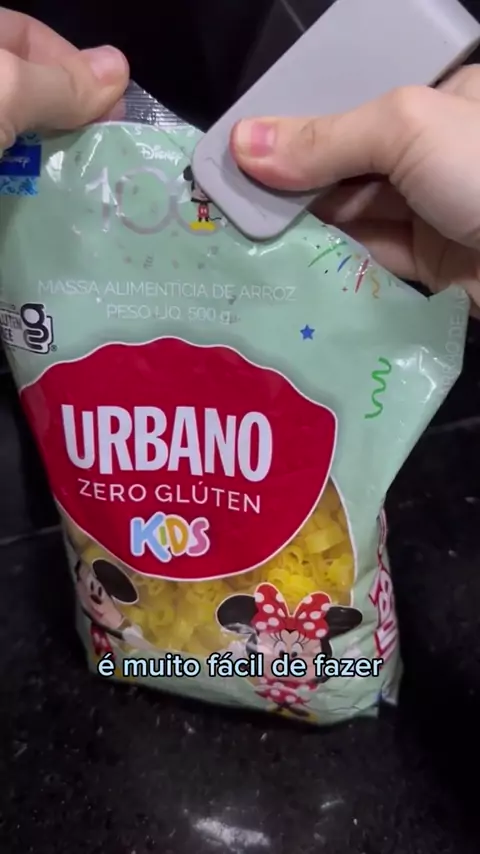 Disney
100
MASSA ALIMENTÍCIA DE ARROZ
PESO LÍQ. 500 g
URBANO
ZERO GLÚTEN
KIDS
é muito fácil de fazer